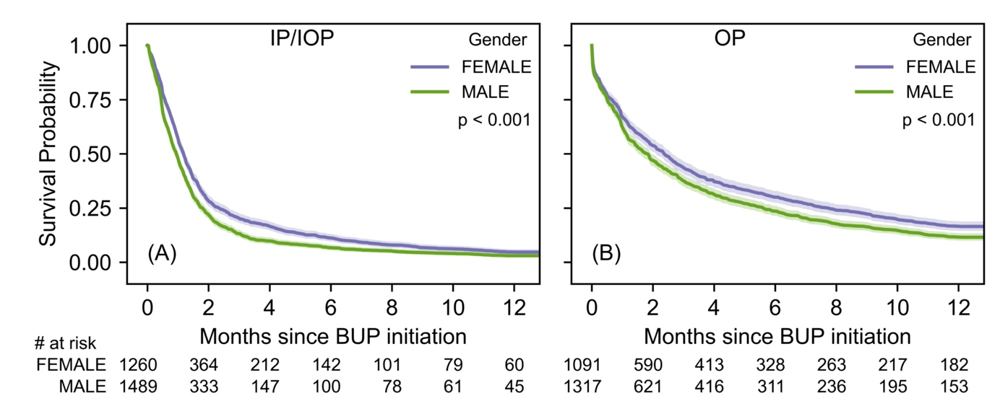 IP/IOP
Gender
FEMALE
MALE
p < 0.001
1.00
0.75
0.50
0.25
0.00
Survival Probability
(A)
0 2 4 6 8 10 12
Months since BUP initiation
OP
Gender
FEMALE
MALE
p < 0.001
(B)
0 2 4 6 8 10 12
Months since BUP initiation
# at risk
FEMALE 1260 364 212 142 101 79 60 1091 590 413 328 263 217 182
MALE 1489 333 147 100 78 61 45 1317 621 416 311 236 195 153